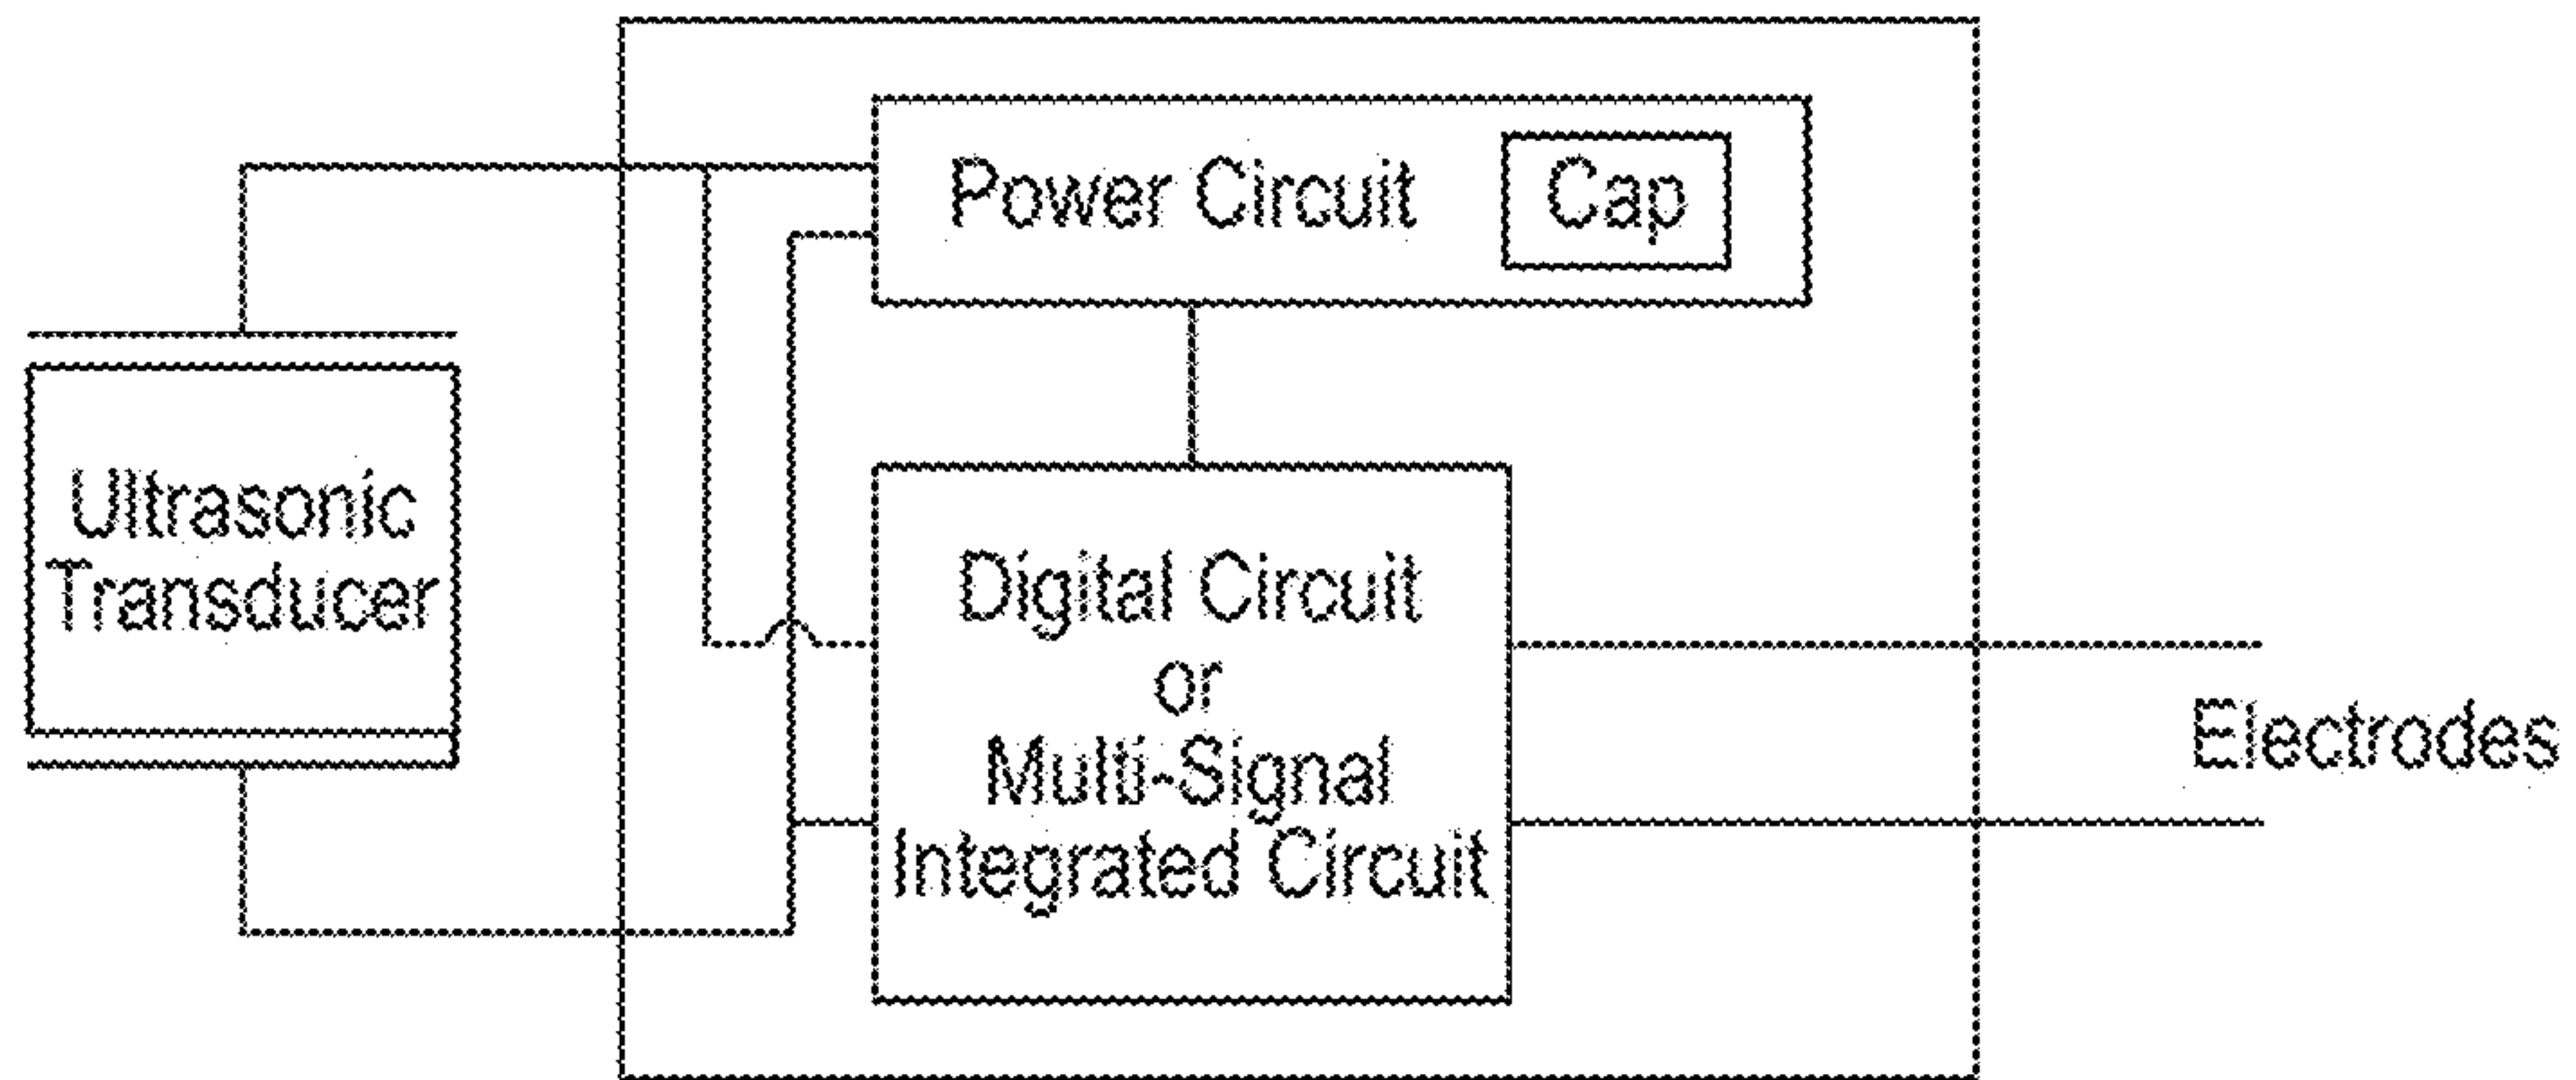 Power Circuit
Cap
Ultrasonic
Transducer
Digital Circuit
or
Multi-Signal
Integrated Circuit
Electrodes